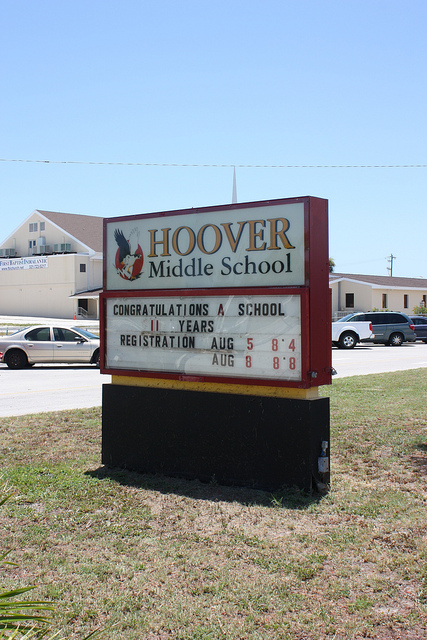 HOOVER
Middle School
CONGRATULATIONS A SCHOOL
11 YEARS
REGISTRATION AUG 5 8'4
AUG 8 8'8